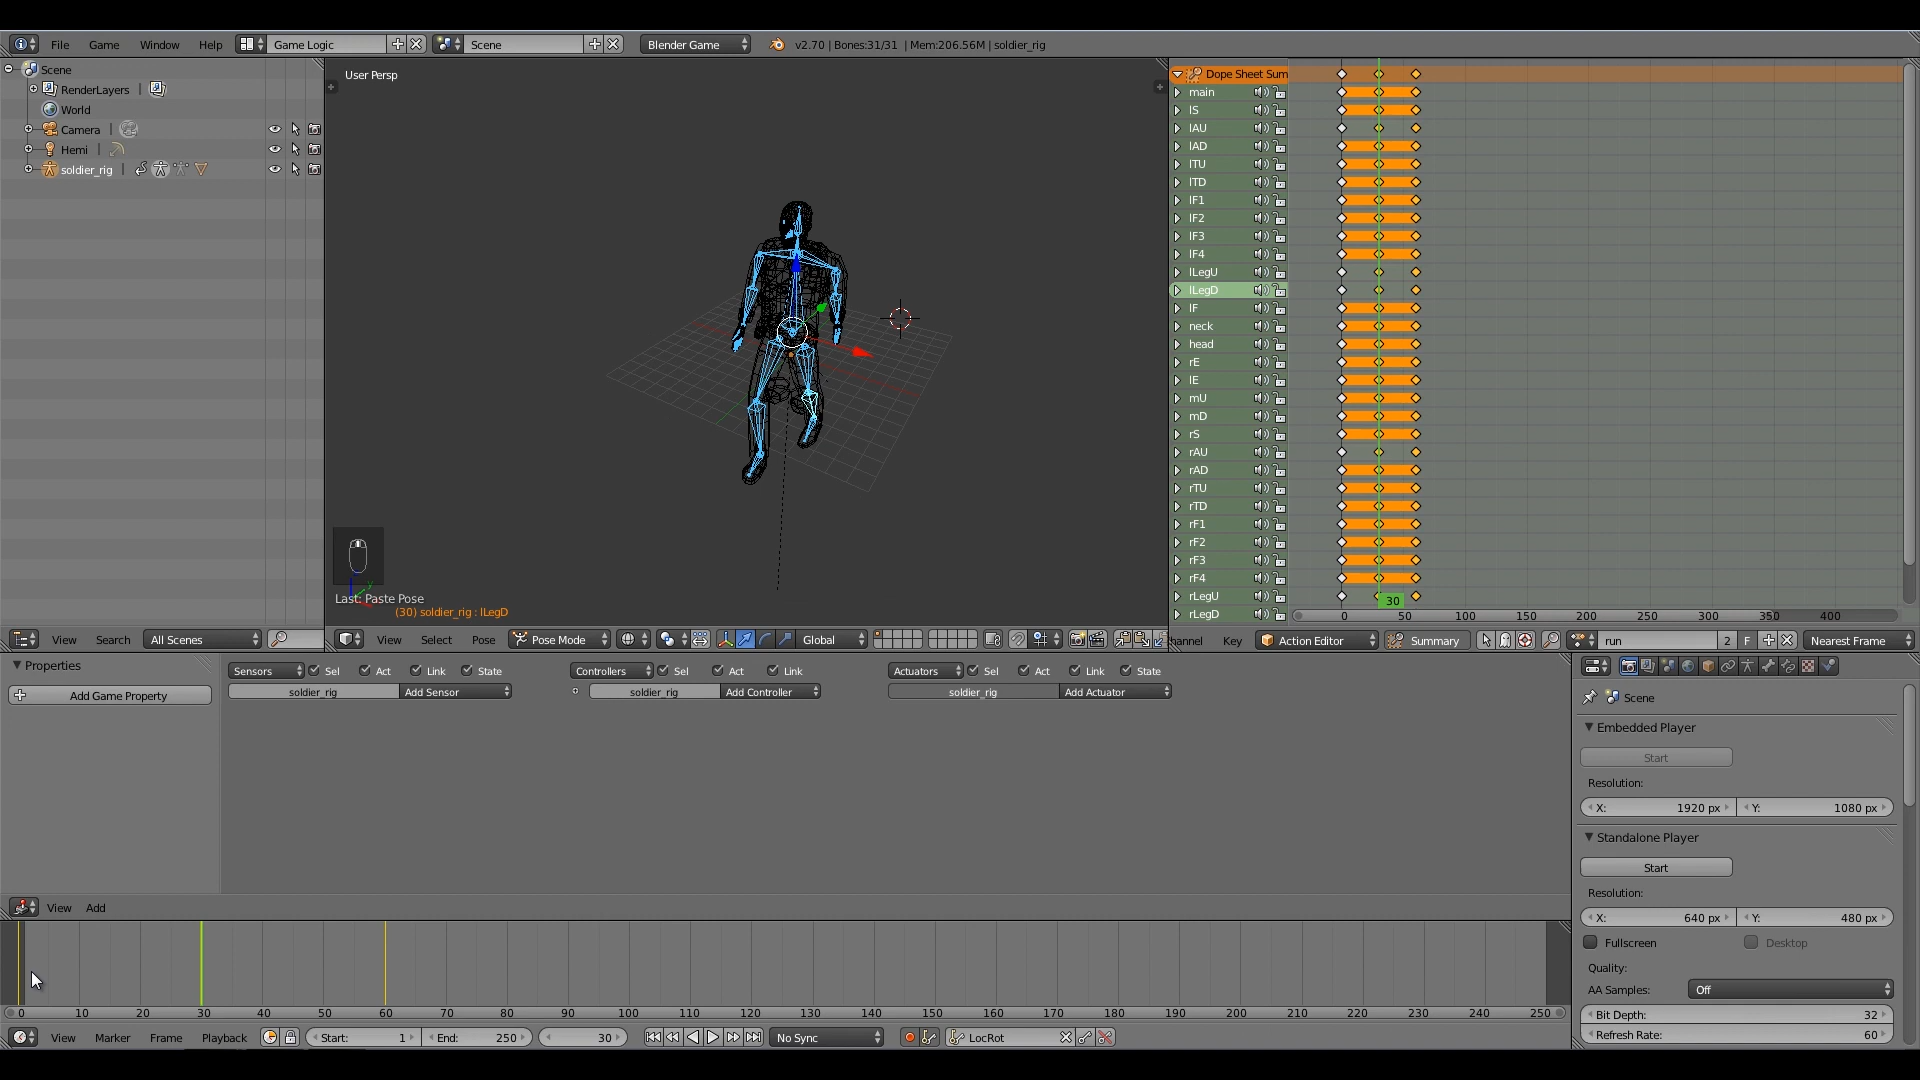 File Game Window Help Game Logic Scene Blender Game v2.70 | Bones:31/31 | Mem:206.56M | soldier_rig
Scene
RenderLayers |
World
Camera |
Hemi |
soldier_rig |
View Search All Scenes
User Persp
Last: Paste Pose
(30) soldier_rig : lLegD
View Select Pose Pose Mode Global
Dope Sheet Sum
main
lS
lAU
lAD
lTU
lTD
lF1
lF2
lF3
lF4
lLegU
lLegD
lF
neck
head
rE
lE
mU
mD
rS
rAU
rAD
rTU
rTD
rF1
rF2
rF3
rF4
rLegU
rLegD
30
0 50 100 150 200 250 300 350 400
hannel Key Action Editor Summary run 2 F Nearest Frame
Properties
Add Game Property
Sensors Sel Act Link State
soldier_rig Add Sensor
Controllers Sel Act Link
soldier_rig Add Controller
Actuators Sel Act Link State
soldier_rig Add Actuator
View Add
0 10 20 30 40 50 60 70 80 90 100 110 120 130 140 150 160 170 180 190 200 210 220 230 240 250
View Marker Frame Playback Start: 1 End: 250 30 No Sync LocRot
Scene
Embedded Player
Start
Resolution:
X: 1920 px Y: 1080 px
Standalone Player
Start
Resolution:
X: 640 px Y: 480 px
Fullscreen Desktop
Quality:
AA Samples: Off
Bit Depth: 32
Refresh Rate: 60